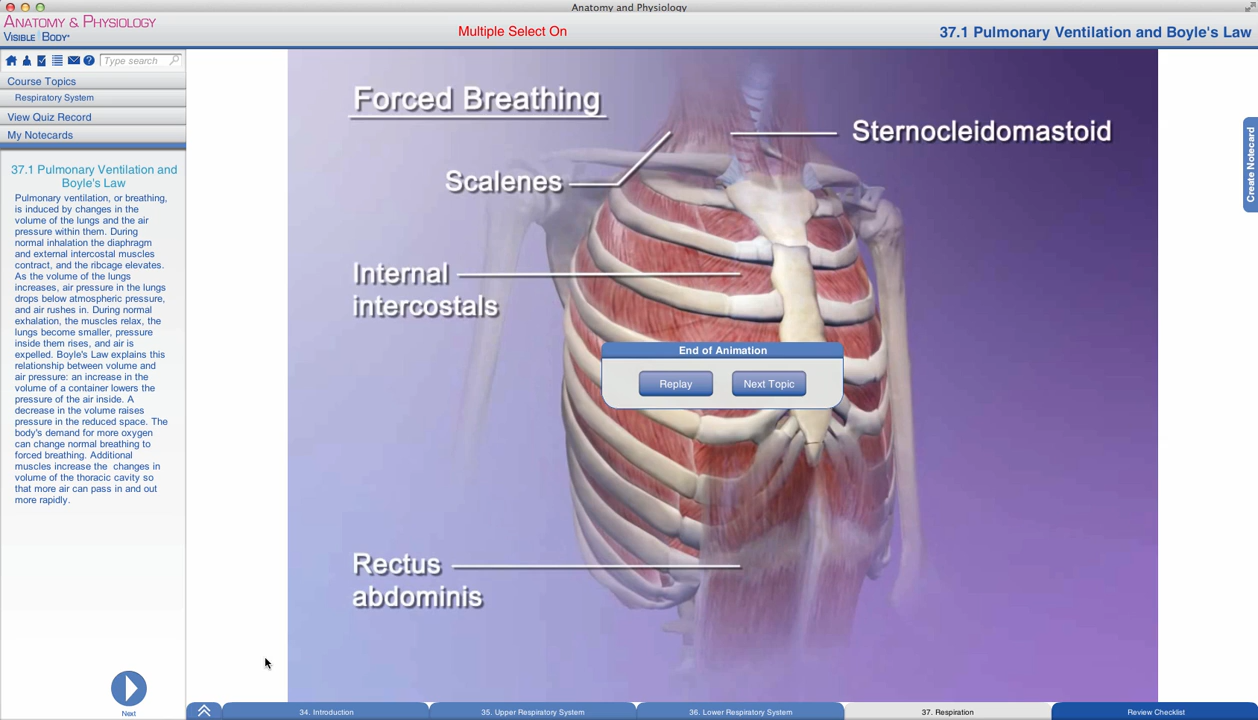 Anatomy and Physiology
ANATOMY & PHYSIOLOGY
VISIBLE BODY
Multiple Select On
37.1 Pulmonary Ventilation and Boyle's Law
Type search
Course Topics
Respiratory System
View Quiz Record
My Notecards
37.1 Pulmonary Ventilation and
Boyle's Law
Pulmonary ventilation, or breathing,
is induced by changes in the
volume of the lungs and the air
pressure within them. During
normal inhalation the diaphragm
and external intercostal muscles
contract, and the ribcage elevates.
As the volume of the lungs
increases, air pressure in the lungs
drops below atmospheric pressure,
and air rushes in. During normal
exhalation, the muscles relax, the
lungs become smaller, pressure
inside them rises, and air is
expelled. Boyle's Law explains this
relationship between volume and
air pressure: an increase in the
volume of a container lowers the
pressure of the air inside. A
decrease in the volume raises
pressure in the reduced space. The
body's demand for more oxygen
can change normal breathing to
forced breathing. Additional
muscles increase the changes in
volume of the thoracic cavity so
that more air can pass in and out
more rapidly.
Next
Forced Breathing
Sternocleidomastoid
Scalenes
Internal
intercostals
End of Animation
Replay
Next Topic
Rectus
abdominis
Create Notecard
34. Introduction
35. Upper Respiratory System
36. Lower Respiratory System
37. Respiration
Review Checklist